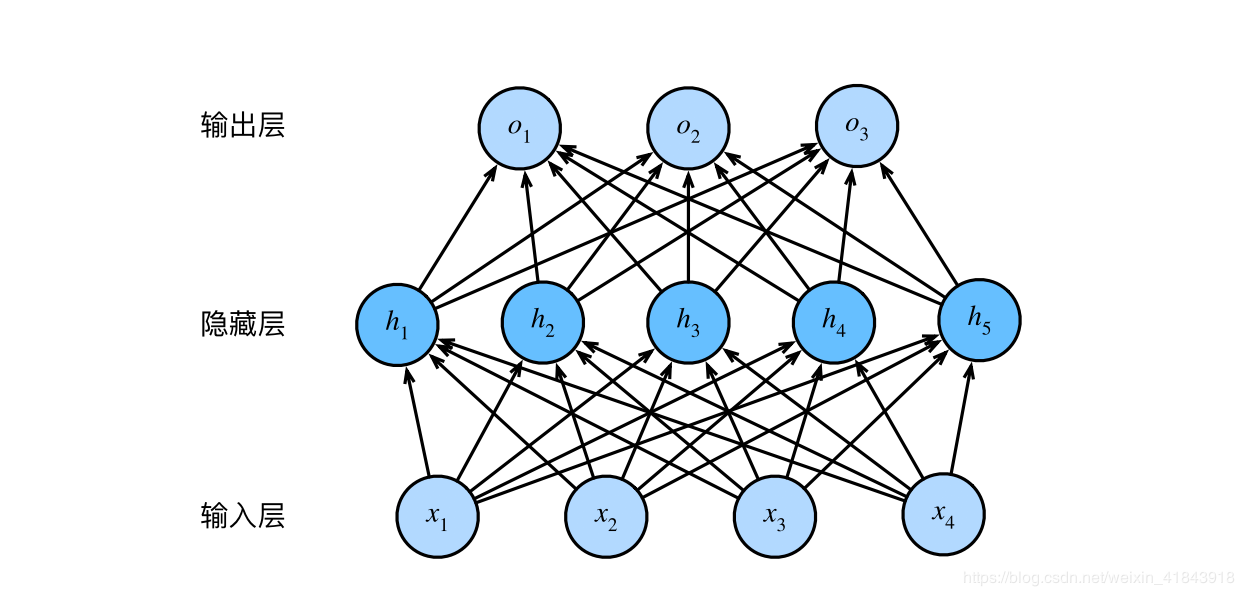 输出层 o1 o2 o3
隐藏层 h1 h2 h3 h4 h5
输入层 x1 x2 x3 x4
https://blog.csdn.net/weixin_41843918